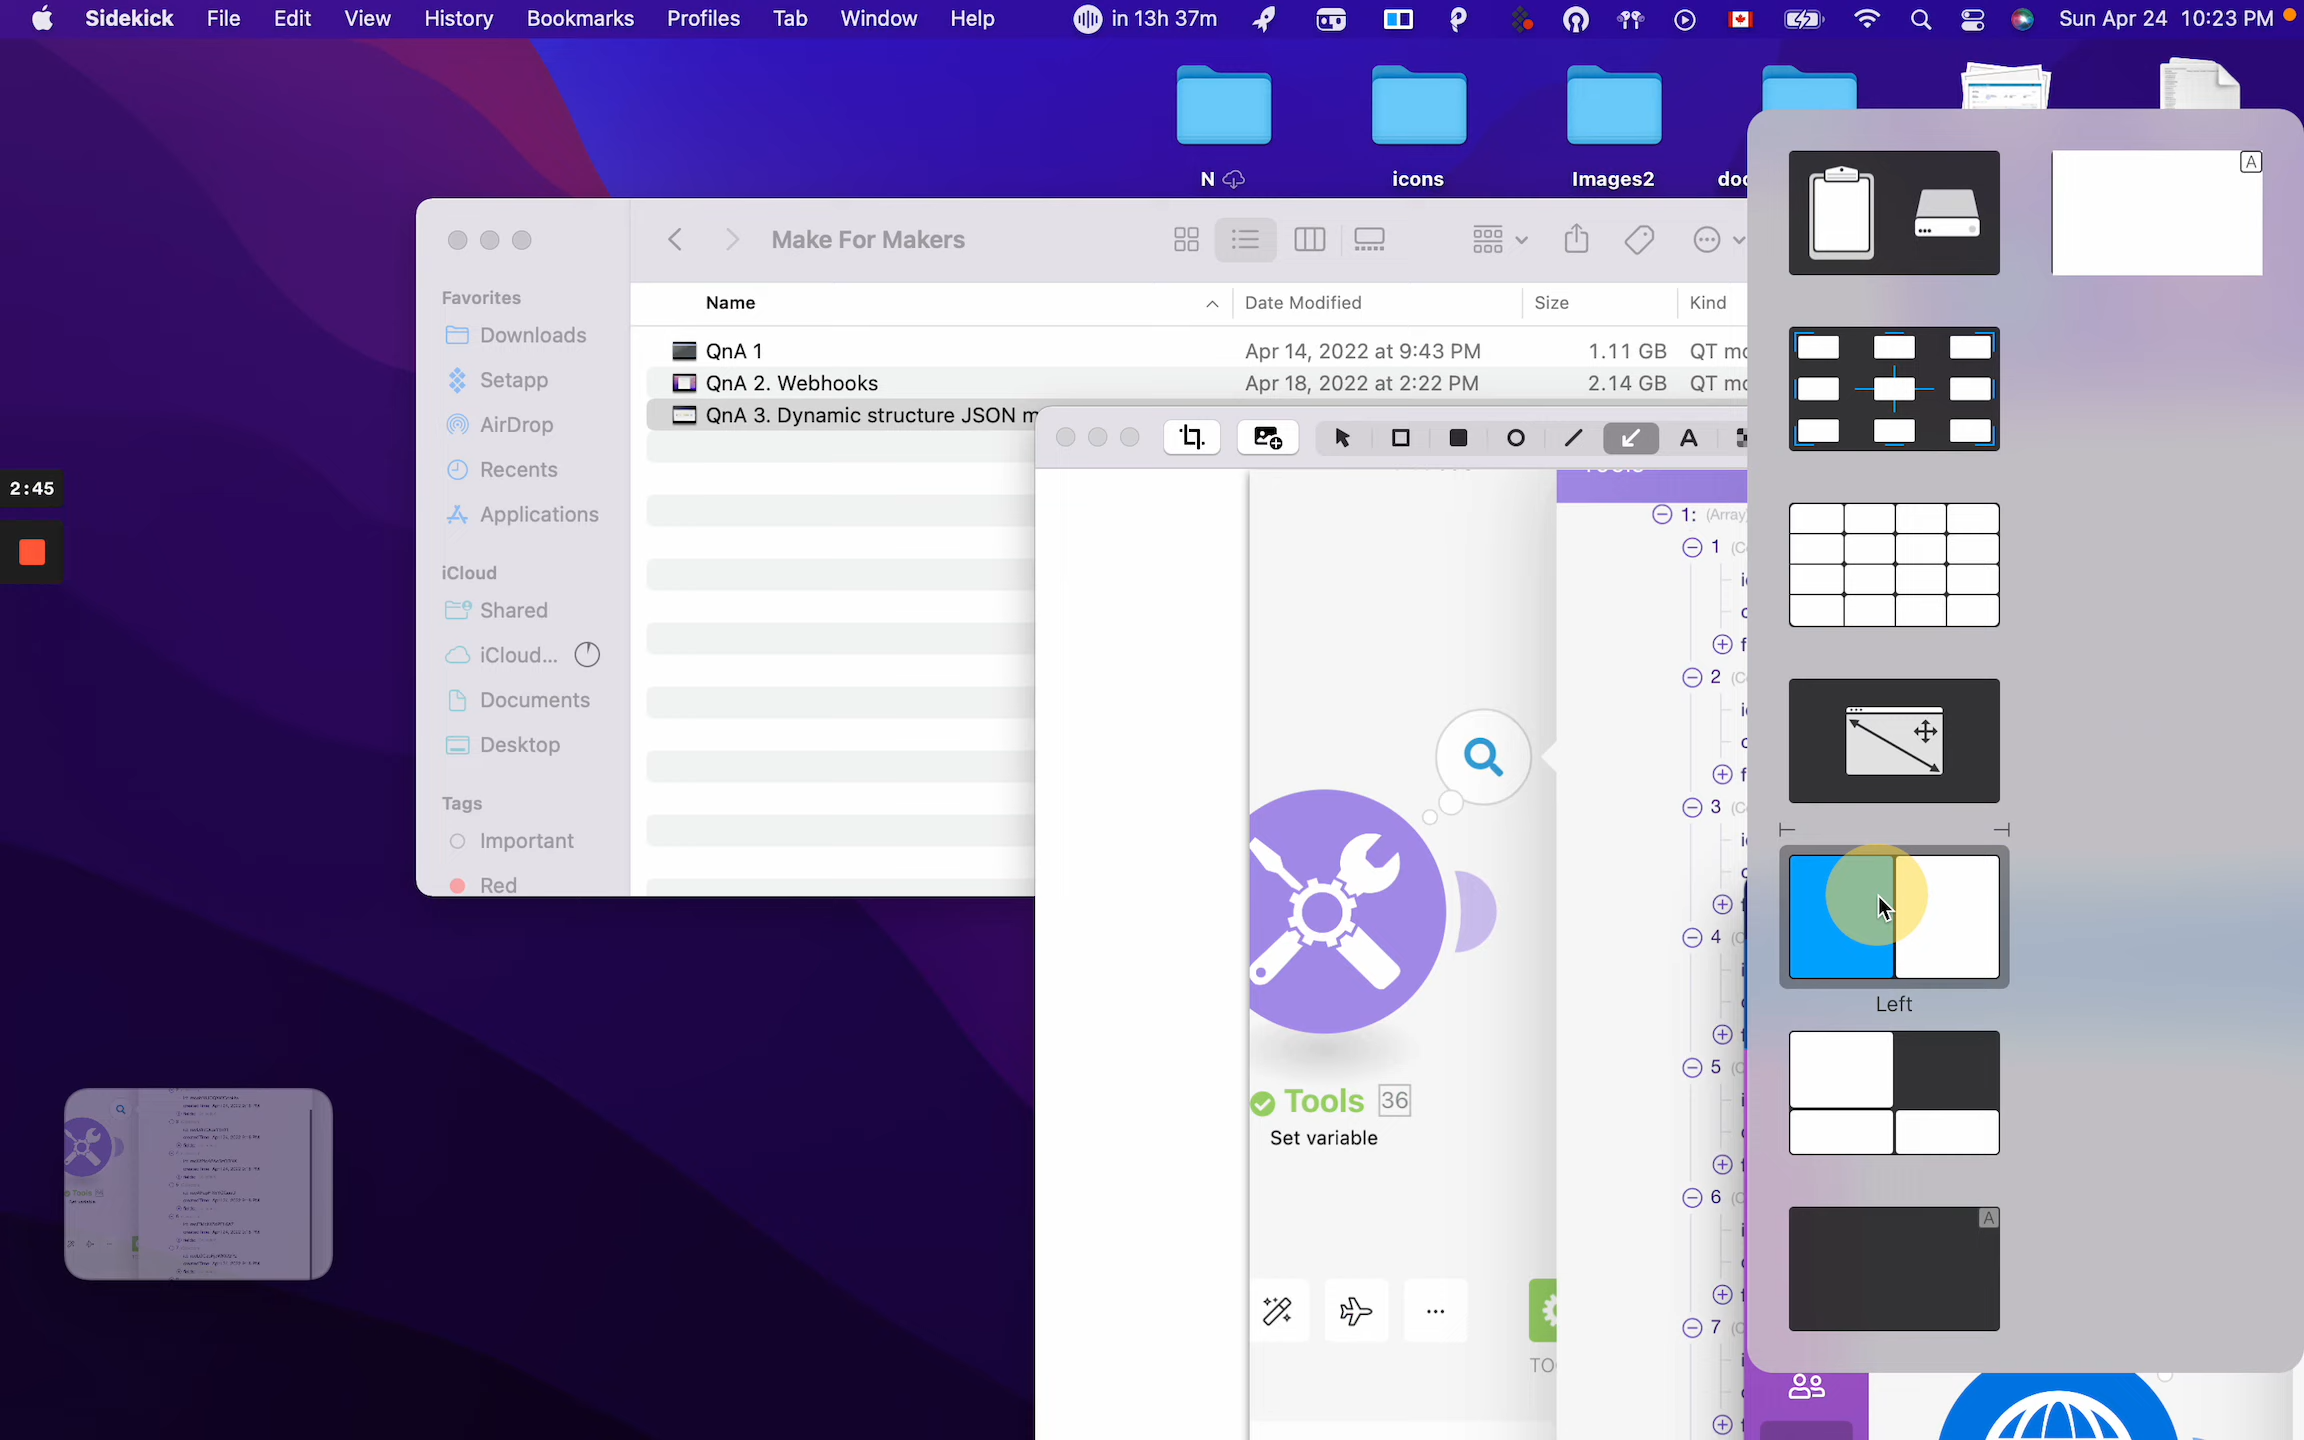 Sidekick File Edit View History Bookmarks Profiles Tab Window Help in 13h 37m Sun Apr 24 10:23 PM
N icons Images2
A
Make For Makers
Favorites
Downloads
Setapp
AirDrop
Recents
Applications
iCloud
Shared
iCloud...
Documents
Desktop
Tags
Important
Red
Name Date Modified Size Kind
QnA 1 Apr 14, 2022 at 9:43 PM 1.11 GB QT
QnA 2. Webhooks Apr 18, 2022 at 2:22 PM 2.14 GB QT
QnA 3. Dynamic structure JSON
A
2:45
1: (Array
1
2
3
4
5
6
7
Tools 36
Set variable
Left
A
Tools